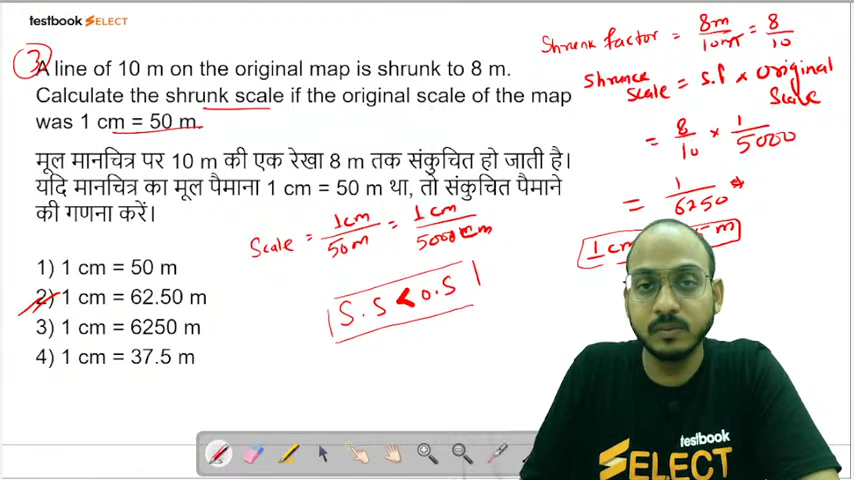 testbook SELECT
3
A line of 10 m on the original map is shrunk to 8 m.
Calculate the shrunk scale if the original scale of the map
was 1 cm = 50 m.
मूल मानचित्र पर 10 m की एक रेखा 8 m तक संकुचित हो जाती है।
यदि मानचित्र का मूल पैमाना 1 cm = 50 m था, तो संकुचित पैमाने
की गणना करें।
1) 1 cm = 50 m
2) 1 cm = 62.50 m
3) 1 cm = 6250 m
4) 1 cm = 37.5 m
Scale = 1cm/50m = 1cm/5000cm
S.S < O.S
Shrunk factor = 8m/10m = 8/10
Scale = S.F × Original
Scale
= 8/10 × 1/5000
= 1/6250
1 cm
m
testbook
SELECT